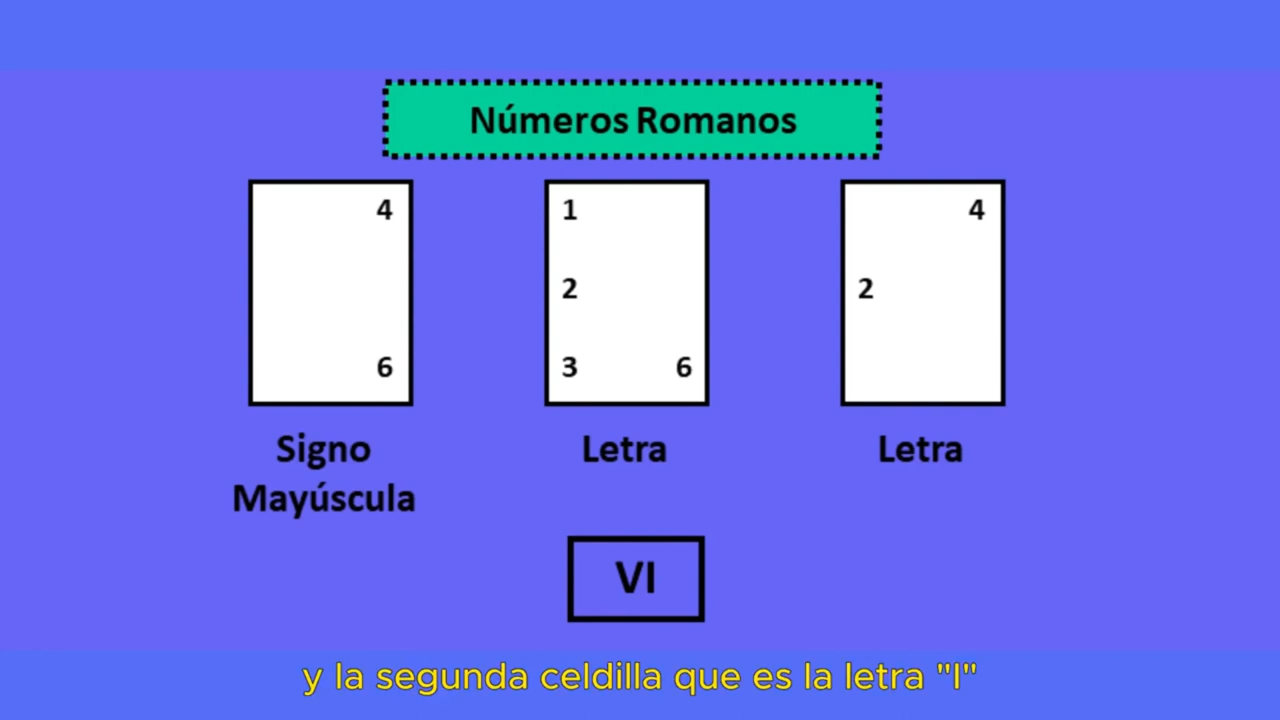 Números Romanos
4 1 4
2 2
6 3 6
Signo Letra Letra
Mayúscula
VI
y la segunda celdilla que es la letra "I"